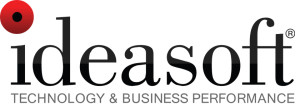 ideasoft®
TECHNOLOGY & BUSINESS PERFORMANCE